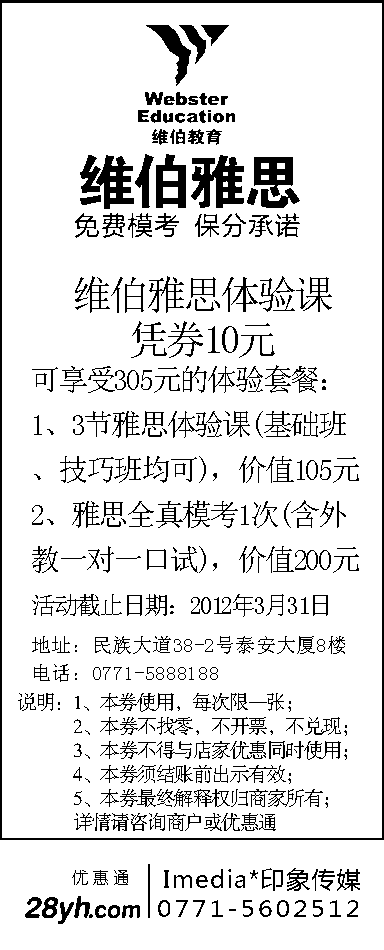 Webster
Education
维伯教育
维伯雅思
免费模考 保分承诺
维伯雅思体验课
凭券10元
可享受305元的体验套餐：
1、3节雅思体验课(基础班
、技巧班均可)，价值105元
2、雅思全真模考1次(含外
教一对一口试)，价值200元
活动截止日期：2012年3月31日
地址：民族大道38-2号泰安大厦8楼
电话：0771-5888188
说明：1、本券使用，每次限一张；
2、本券不找零，不开票，不兑现；
3、本券不得与店家优惠同时使用；
4、本券须结账前出示有效；
5、本券最终解释权归商家所有；
详情请咨询商户或优惠通
优惠通
28yh.com
Imedia*印象传媒
0771-5602512